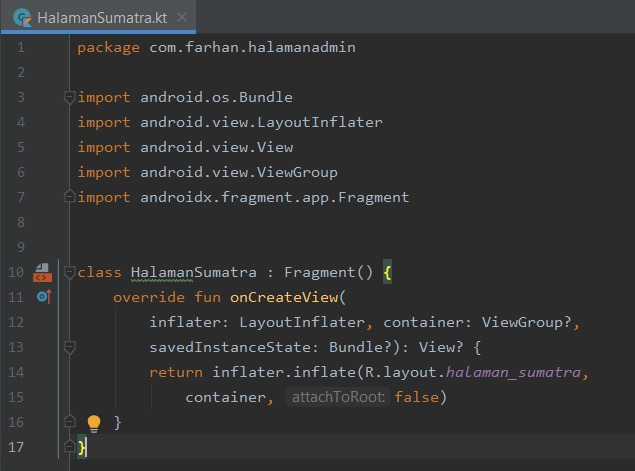 HalamanSumatra.kt
1 package com.farhan.halamanadmin
2
3 import android.os.Bundle
4 import android.view.LayoutInflater
5 import android.view.View
6 import android.view.ViewGroup
7 import androidx.fragment.app.Fragment
8
9
10 class HalamanSumatra : Fragment() {
11 override fun onCreateView(
12 inflater: LayoutInflater, container: ViewGroup?,
13 savedInstanceState: Bundle?): View? {
14 return inflater.inflate(R.layout.halaman_sumatra,
15 container, attachToRoot: false)
16 }
17 }